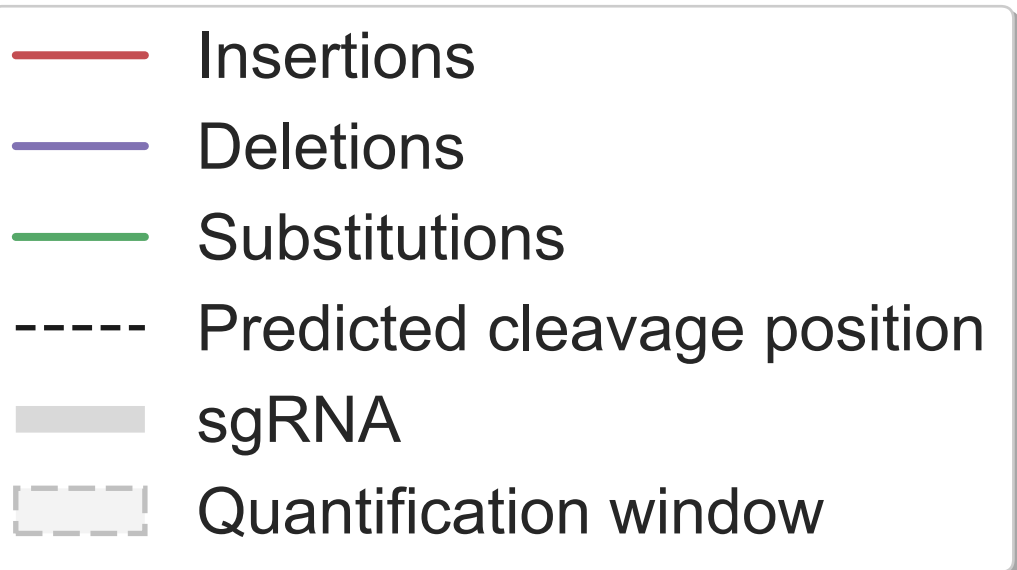 Insertions
Deletions
Substitutions
Predicted cleavage position
sgRNA
Quantification window